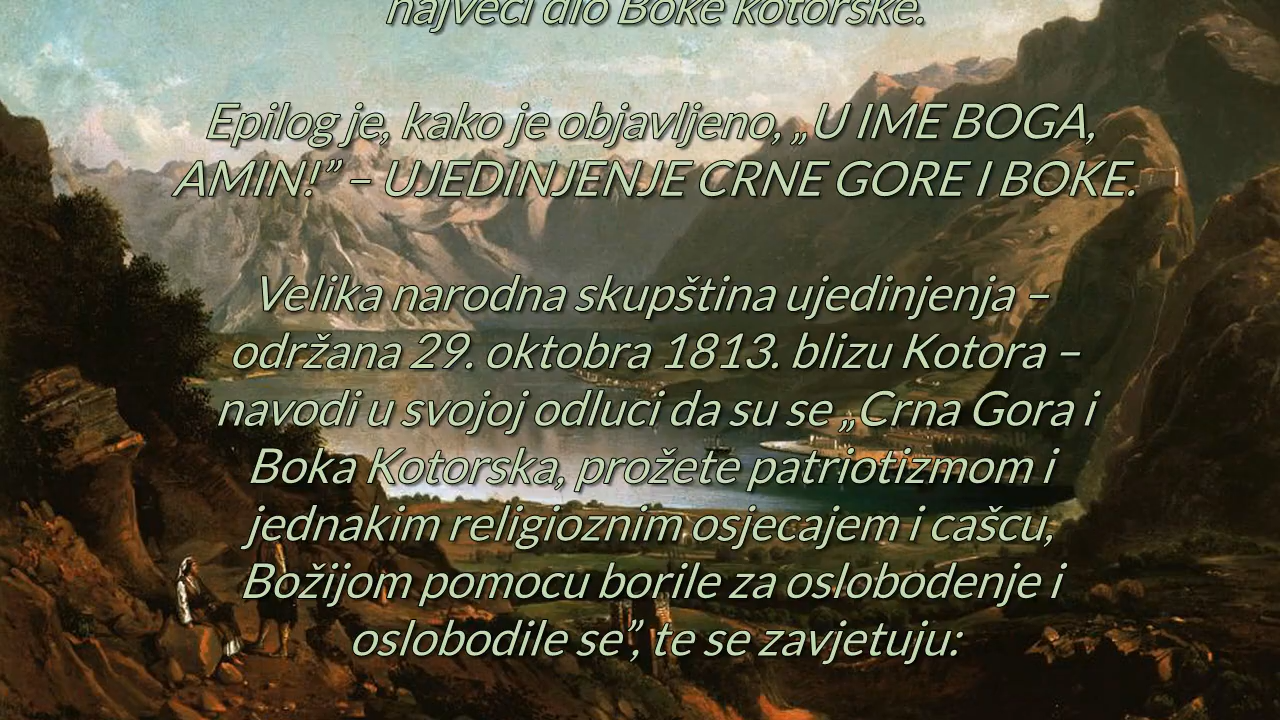 najveci dio Boke kotorske.
Epilog je, kako je objavljeno, „U IME BOGA,
AMIN!” – UJEDINJENJE CRNE GORE I BOKE.
Velika narodna skupština ujedinjenja –
održana 29. oktobra 1813. blizu Kotora –
navodi u svojoj odluci da su se „Crna Gora i
Boka Kotorska, prožete patriotizmom i
jednakim religioznim osjecajem i cašcu,
Božijom pomocu borile za oslobodenje i
oslobodile se”, te se zavjetuju: